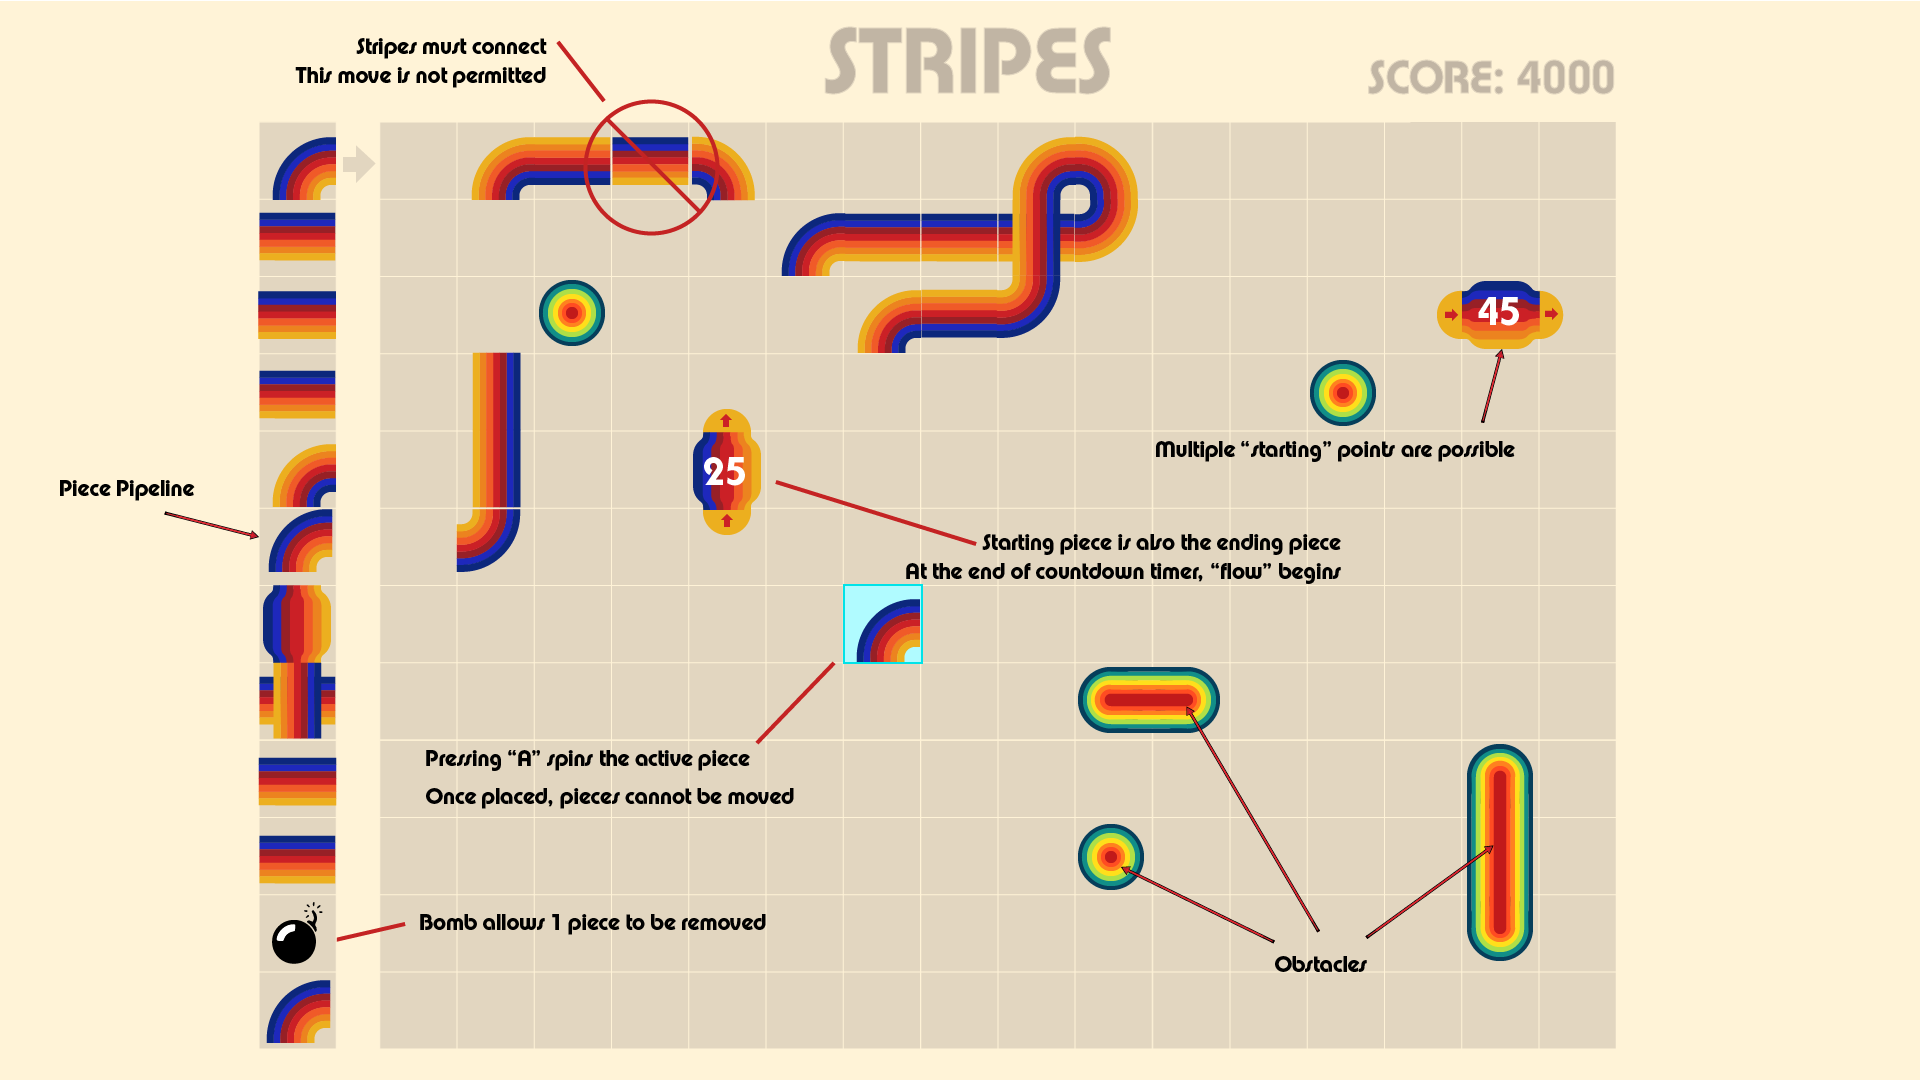 STRIPES
SCORE: 4000
Stripes must connect
This move is not permitted
45
Multiple “starting” points are possible
25
Piece Pipeline
Starting piece is also the ending piece
At the end of countdown timer, “flow” begins
Pressing “A” spins the active piece
Once placed, pieces cannot be moved
Bomb allows 1 piece to be removed
Obstacles